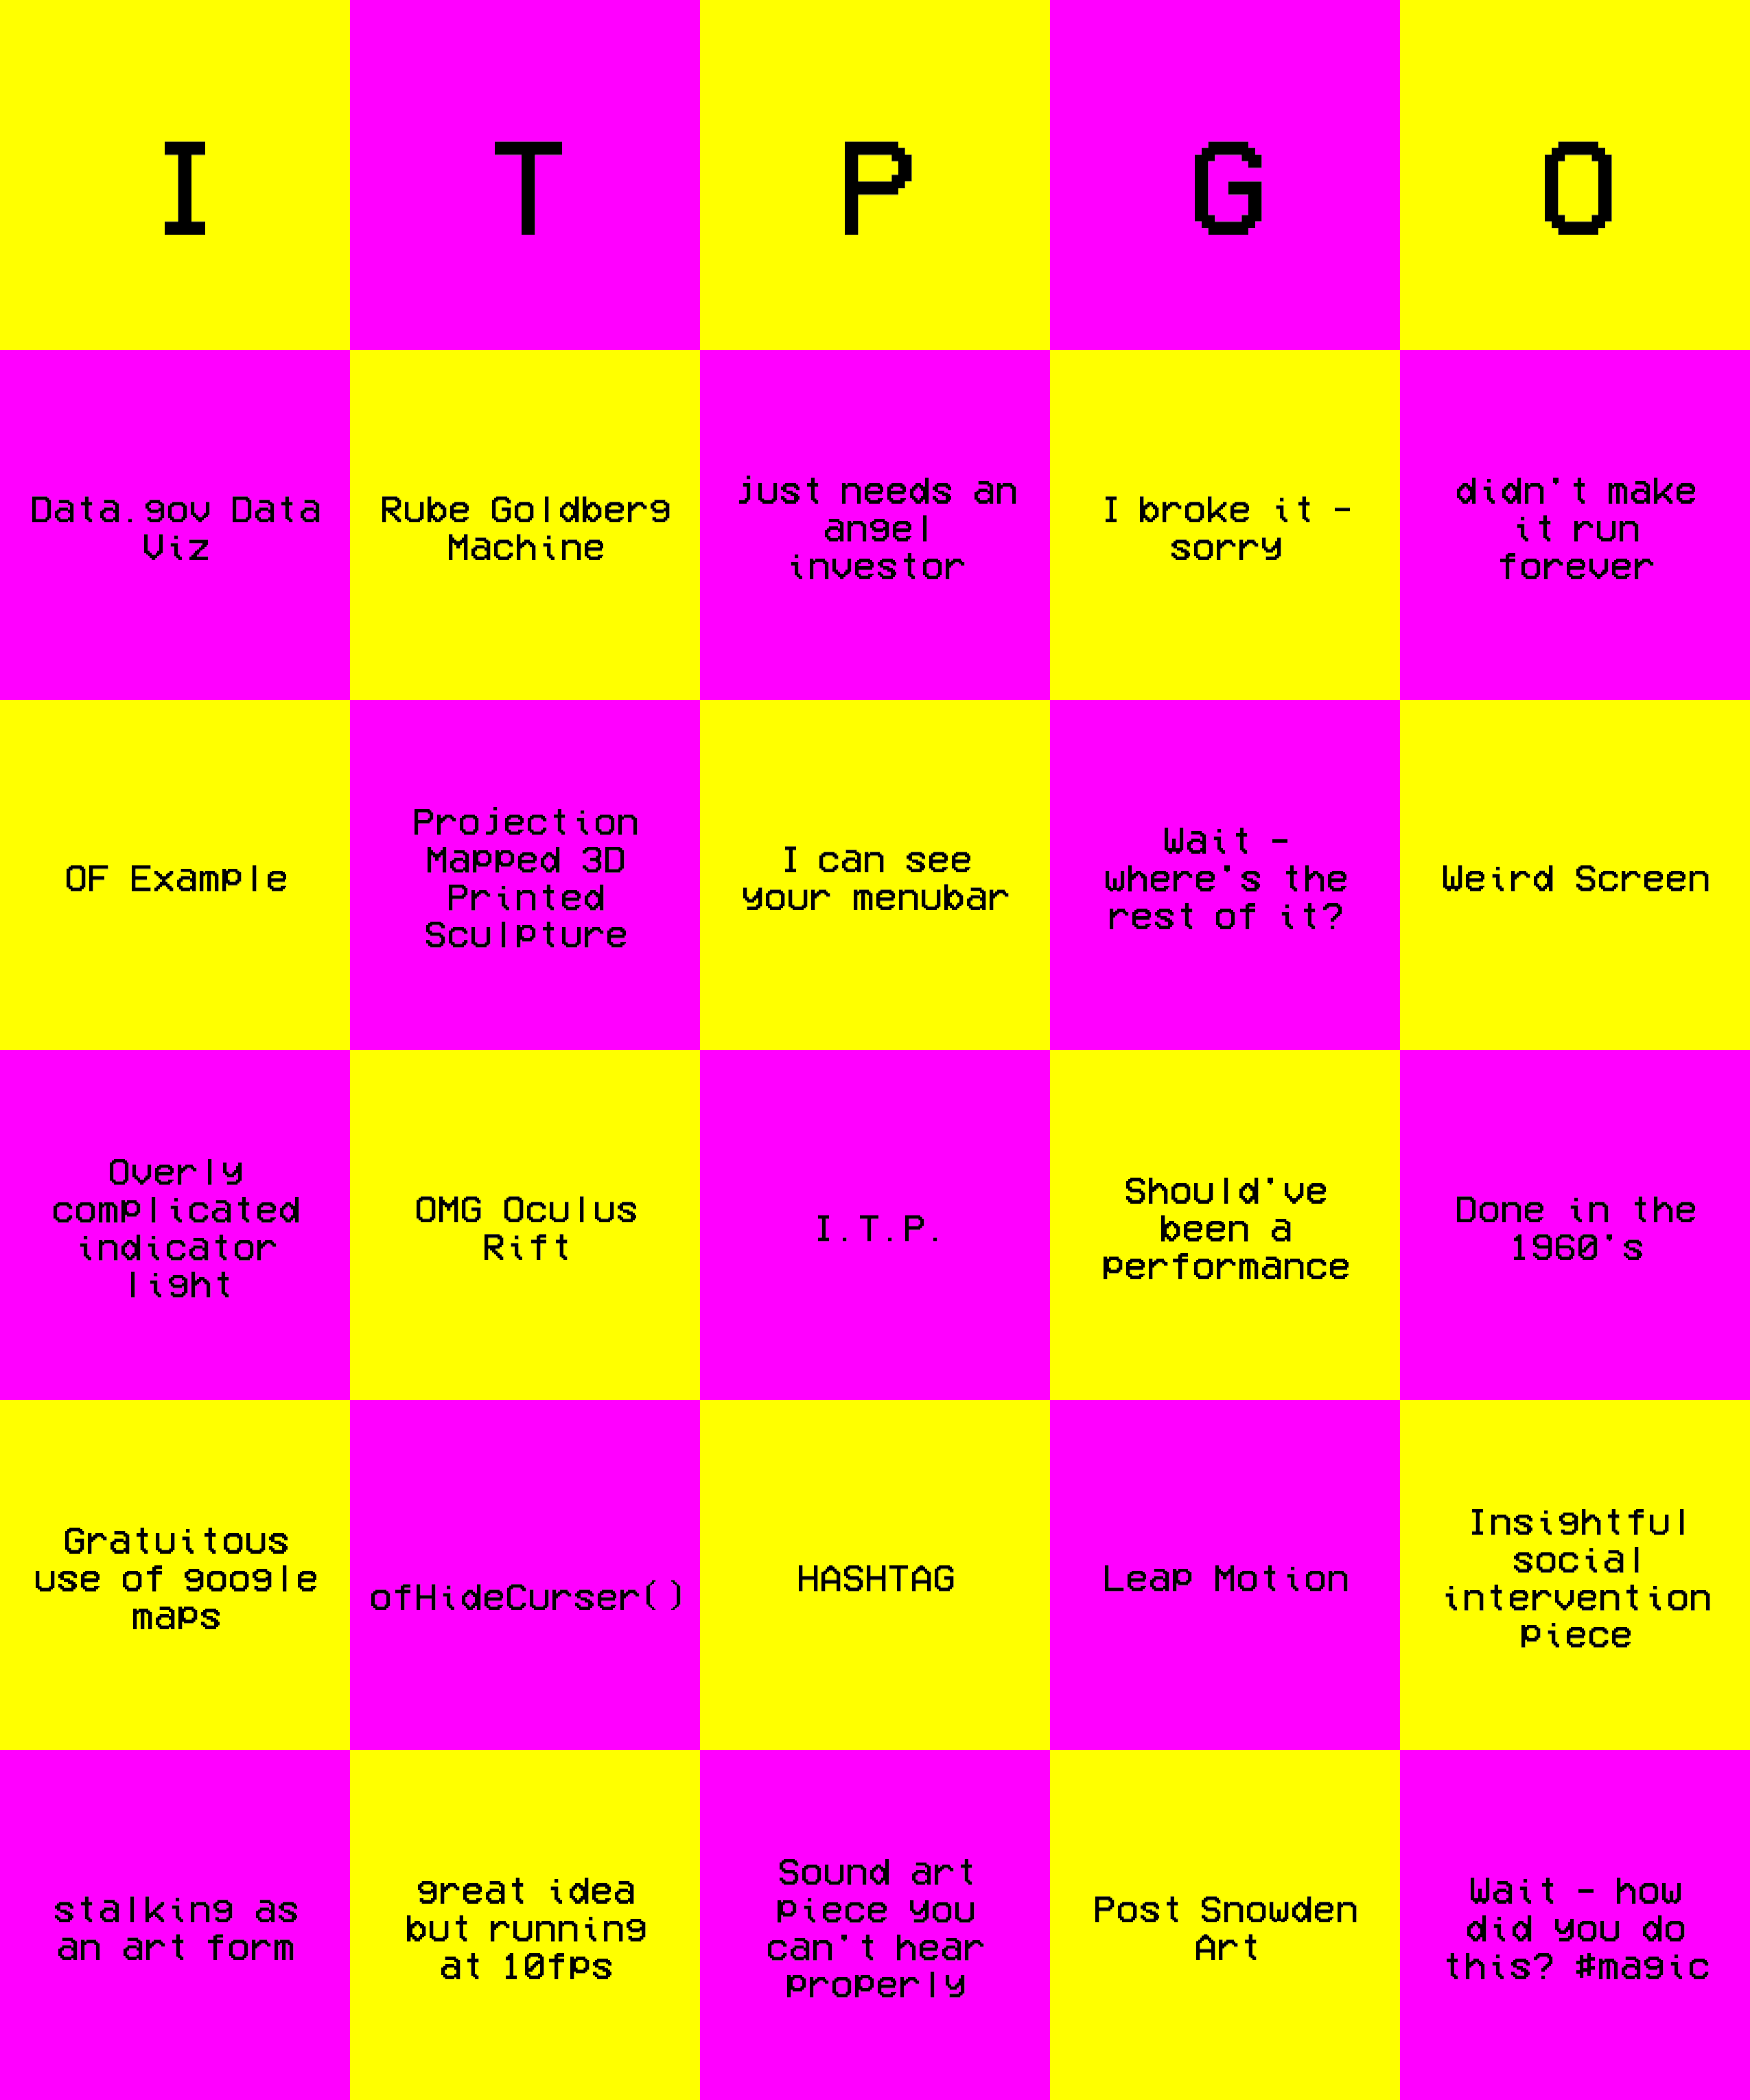 I T P G O
Data.gov Data
Viz
Rube Goldberg
Machine
just needs an
angel
investor
I broke it -
sorry
didn't make
it run
forever
OF Example
Projection
Mapped 3D
Printed
Sculpture
I can see
your menubar
Wait -
where's the
rest of it?
Weird Screen
Overly
complicated
indicator
light
OMG Oculus
Rift
I.T.P.
Should've
been a
performance
Done in the
1960's
Gratuitous
use of google
maps
ofHideCurser()
HASHTAG
Leap Motion
Insightful
social
intervention
piece
stalking as
an art form
great idea
but running
at 10fps
Sound art
piece you
can't hear
properly
Post Snowden
Art
Wait - how
did you do
this? #magic